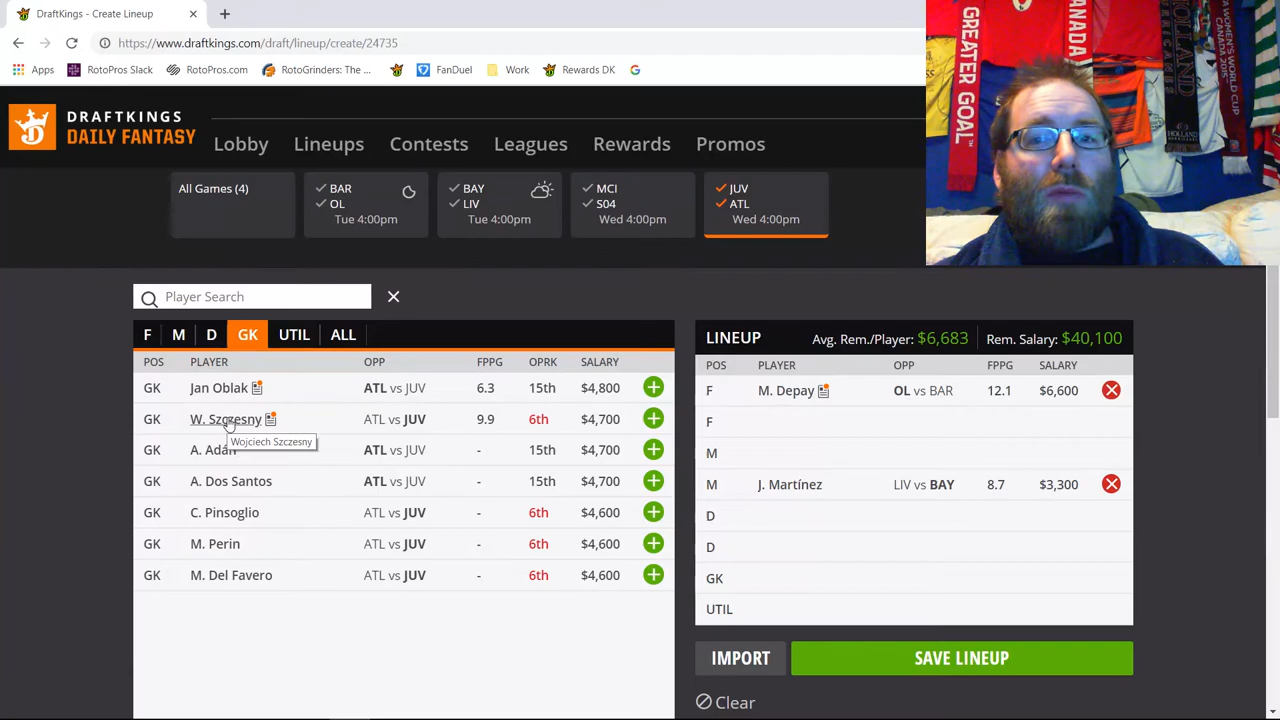 DraftKings - Create Lineup
https://www.draftkings.com/draft/lineup/create/24735
Apps RotoPros Slack RotoPros.com RotoGrinders: The ... FanDuel Work Rewards DK
DRAFTKINGS
DAILY FANTASY
Lobby Lineups Contests Leagues Rewards Promos
All Games (4)
BAR
OL
Tue 4:00pm
BAY
LIV
Tue 4:00pm
MCI
S04
Wed 4:00pm
JUV
ATL
Wed 4:00pm
GREATER GOAL
CANADA
HOLLAND
WOMEN'S WORLD CUP
CANADA 2015
Player Search
F M D GK UTIL ALL
POS PLAYER OPP FPPG OPRK SALARY
GK Jan Oblak ATL vs JUV 6.3 15th $4,800
GK W. Szczesny ATL vs JUV 9.9 6th $4,700
Wojciech Szczesny
GK A. Adán ATL vs JUV - 15th $4,700
GK A. Dos Santos ATL vs JUV - 15th $4,700
GK C. Pinsoglio ATL vs JUV - 6th $4,600
GK M. Perin ATL vs JUV - 6th $4,600
GK M. Del Favero ATL vs JUV - 6th $4,600
LINEUP Avg. Rem./Player: $6,683 Rem. Salary: $40,100
POS PLAYER OPP FPPG SALARY
F M. Depay OL vs BAR 12.1 $6,600
F
M
M J. Martínez LIV vs BAY 8.7 $3,300
D
D
GK
UTIL
IMPORT SAVE LINEUP
Clear